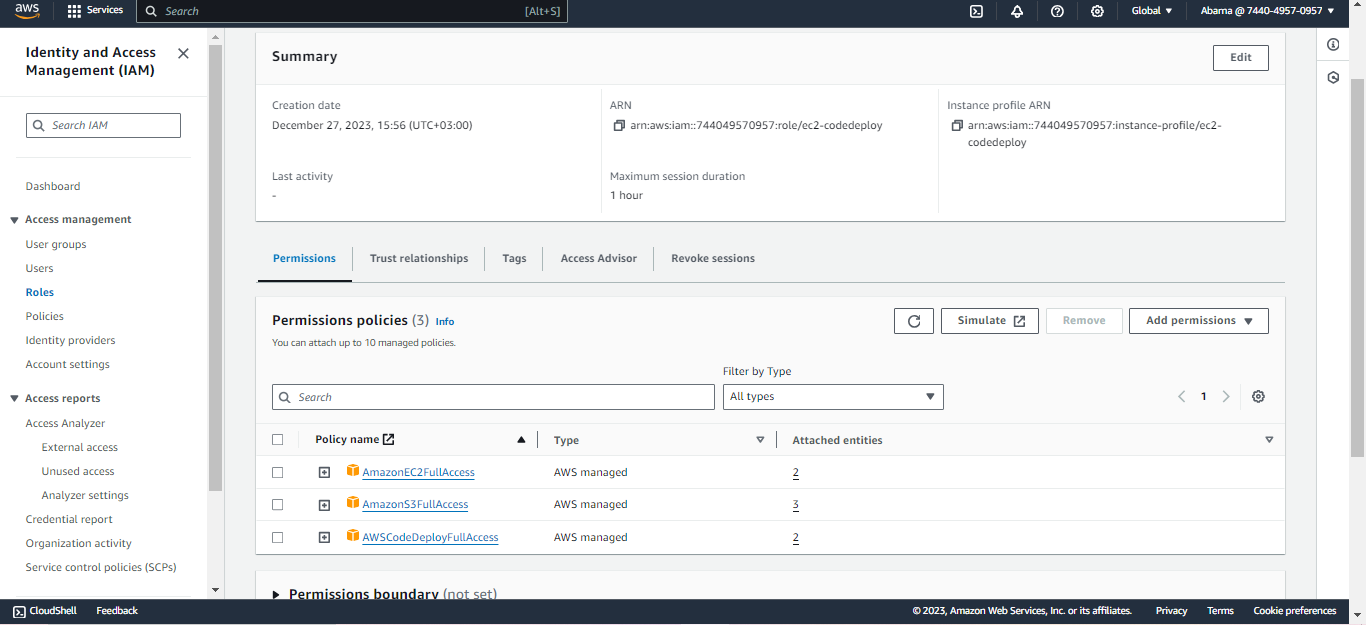 aws
Services
Search
[Alt+S]
Global
Abama @ 7440-4957-0957
Identity and Access
Management (IAM)
Search IAM
Dashboard
Access management
User groups
Users
Roles
Policies
Identity providers
Account settings
Access reports
Access Analyzer
External access
Unused access
Analyzer settings
Credential report
Organization activity
Service control policies (SCPs)
Summary
Edit
Creation date
December 27, 2023, 15:56 (UTC+03:00)
ARN
arn:aws:iam::744049570957:role/ec2-codedeploy
Instance profile ARN
arn:aws:iam::744049570957:instance-profile/ec2-
codedeploy
Last activity
-
Maximum session duration
1 hour
Permissions
Trust relationships
Tags
Access Advisor
Revoke sessions
Permissions policies (3) Info
You can attach up to 10 managed policies.
Simulate
Remove
Add permissions
Filter by Type
Search
All types
1
Policy name
Type
Attached entities
AmazonEC2FullAccess
AWS managed
2
AmazonS3FullAccess
AWS managed
3
AWSCodeDeployFullAccess
AWS managed
2
Permissions boundary (not set)
CloudShell
Feedback
© 2023, Amazon Web Services, Inc. or its affiliates.
Privacy
Terms
Cookie preferences